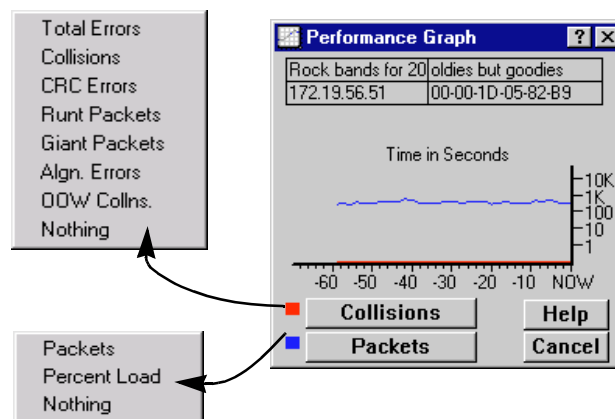 Total Errors
Collisions
CRC Errors
Runt Packets
Giant Packets
Algn. Errors
OOW Collns.
Nothing
Performance Graph
Rock bands for 20 oldies but goodies
172.19.56.51 00-00-1D-05-82-B9
Time in Seconds
10K
1K
100
10
1
-60 -50 -40 -30 -20 -10 NOW
Collisions Help
Packets Cancel
Packets
Percent Load
Nothing